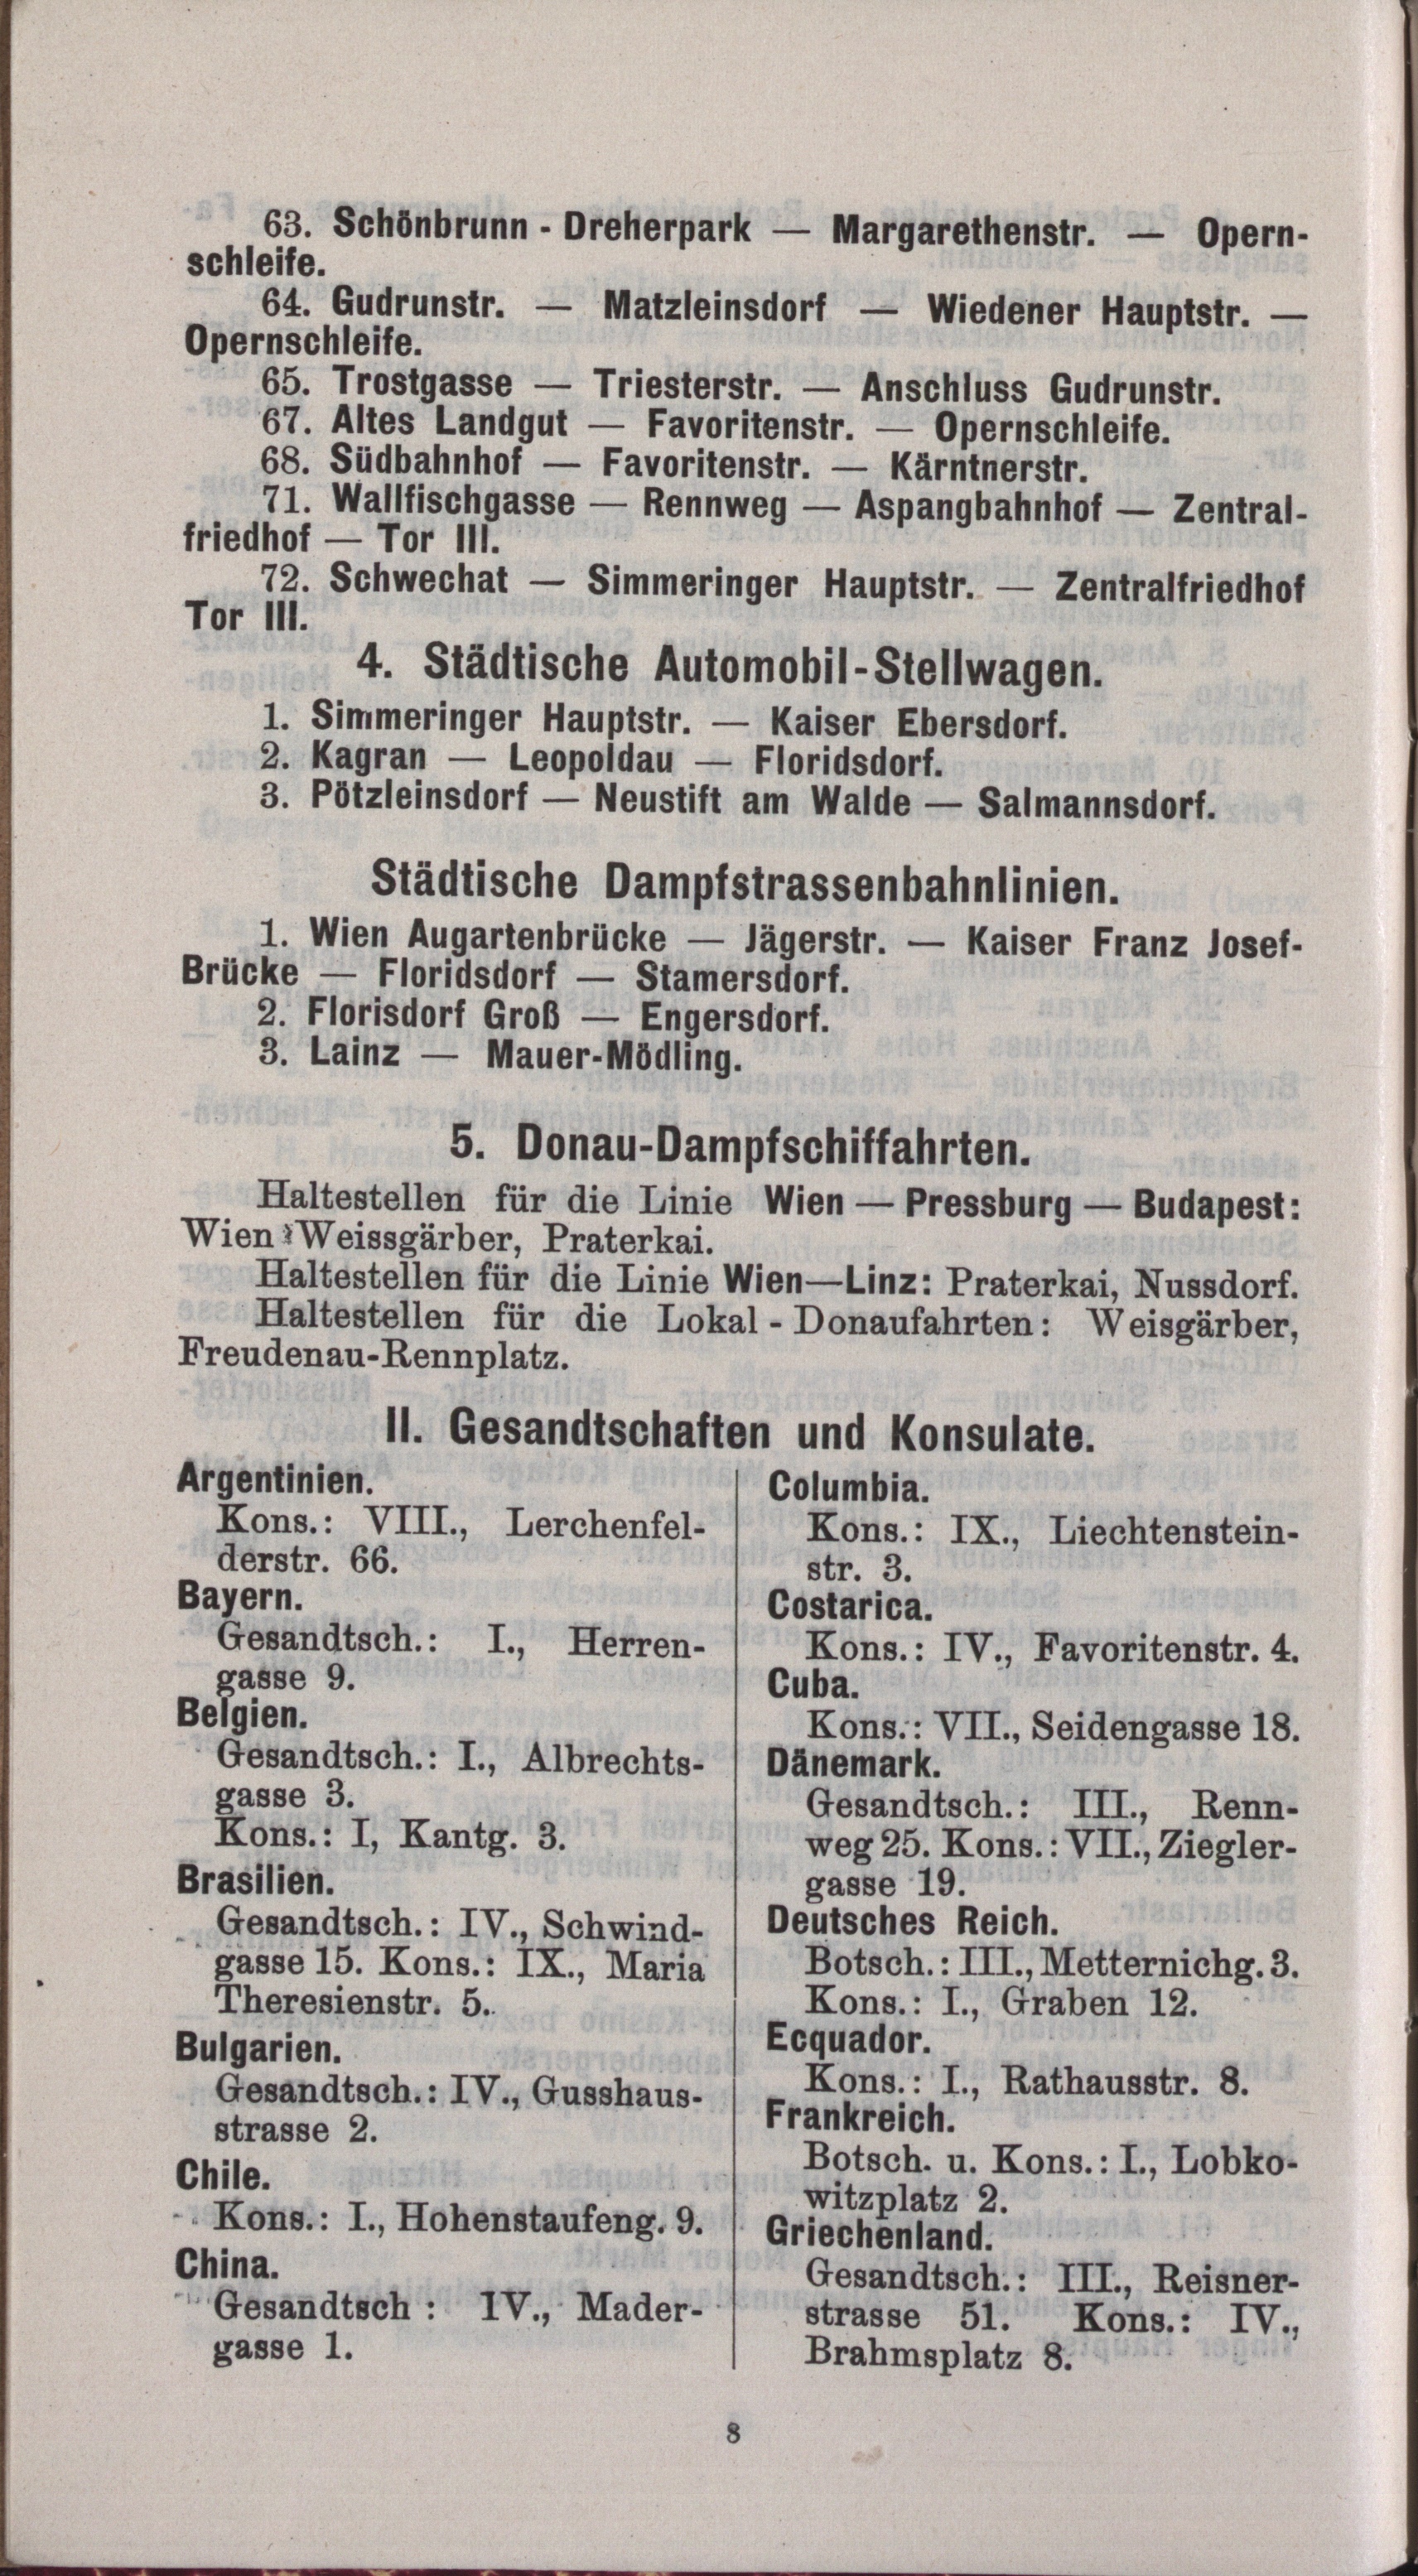 63. Schönbrunn - Dreherpark — Margarethenstr. — Opern-
schleife.
64. Gudrunstr. — Matzleinsdorf — Wiedener Hauptstr. —
Opernschleife.
65. Trostgasse — Triesterstr. — Anschluss Gudrunstr.
67. Altes Landgut — Favoritenstr. — Opernschleife.
68. Südbahnhof — Favoritenstr. — Kärntnerstr.
71. Wallfischgasse — Rennweg — Aspangbahnhof — Zentral-
friedhof — Tor III.
72. Schwechat — Simmeringer Hauptstr. — Zentralfriedhof
Tor III.
4. Städtische Automobil-Stellwagen.
1. Simmeringer Hauptstr. — Kaiser Ebersdorf.
2. Kagran — Leopoldau — Floridsdorf.
3. Pötzleinsdorf — Neustift am Walde — Salmannsdorf.
Städtische Dampfstrassenbahnlinien.
1. Wien Augartenbrücke — Jägerstr. — Kaiser Franz Josef-
Brücke — Floridsdorf — Stamersdorf.
2. Florisdorf Groß — Engersdorf.
3. Lainz — Mauer-Mödling.
5. Donau-Dampfschiffahrten.
Haltestellen für die Linie Wien — Pressburg — Budapest:
Wien Weissgärber, Praterkai.
Haltestellen für die Linie Wien—Linz: Praterkai, Nussdorf.
Haltestellen für die Lokal - Donaufahrten: Weisgärber,
Freudenau-Rennplatz.
II. Gesandtschaften und Konsulate.
Argentinien.
Kons.: VIII., Lerchenfel-
derstr. 66.
Bayern.
Gesandtsch.: I., Herren-
gasse 9.
Belgien.
Gesandtsch.: I., Albrechts-
gasse 3.
Kons.: I, Kantg. 3.
Brasilien.
Gesandtsch.: IV., Schwind-
gasse 15. Kons.: IX., Maria
Theresienstr. 5.
Bulgarien.
Gesandtsch.: IV., Gusshaus-
strasse 2.
Chile.
Kons.: I., Hohenstaufeng. 9.
China.
Gesandtsch : IV., Mader-
gasse 1.
Columbia.
Kons.: IX., Liechtenstein-
str. 3.
Costarica.
Kons.: IV., Favoritenstr. 4.
Cuba.
Kons.: VII., Seidengasse 18.
Dänemark.
Gesandtsch.: III., Renn-
weg 25. Kons.: VII., Ziegler-
gasse 19.
Deutsches Reich.
Botsch.: III., Metternichg. 3.
Kons.: I., Graben 12.
Ecquador.
Kons.: I., Rathausstr. 8.
Frankreich.
Botsch. u. Kons.: I., Lobko-
witzplatz 2.
Griechenland.
Gesandtsch.: III., Reisner-
strasse 51. Kons.: IV.,
Brahmsplatz 8.
8